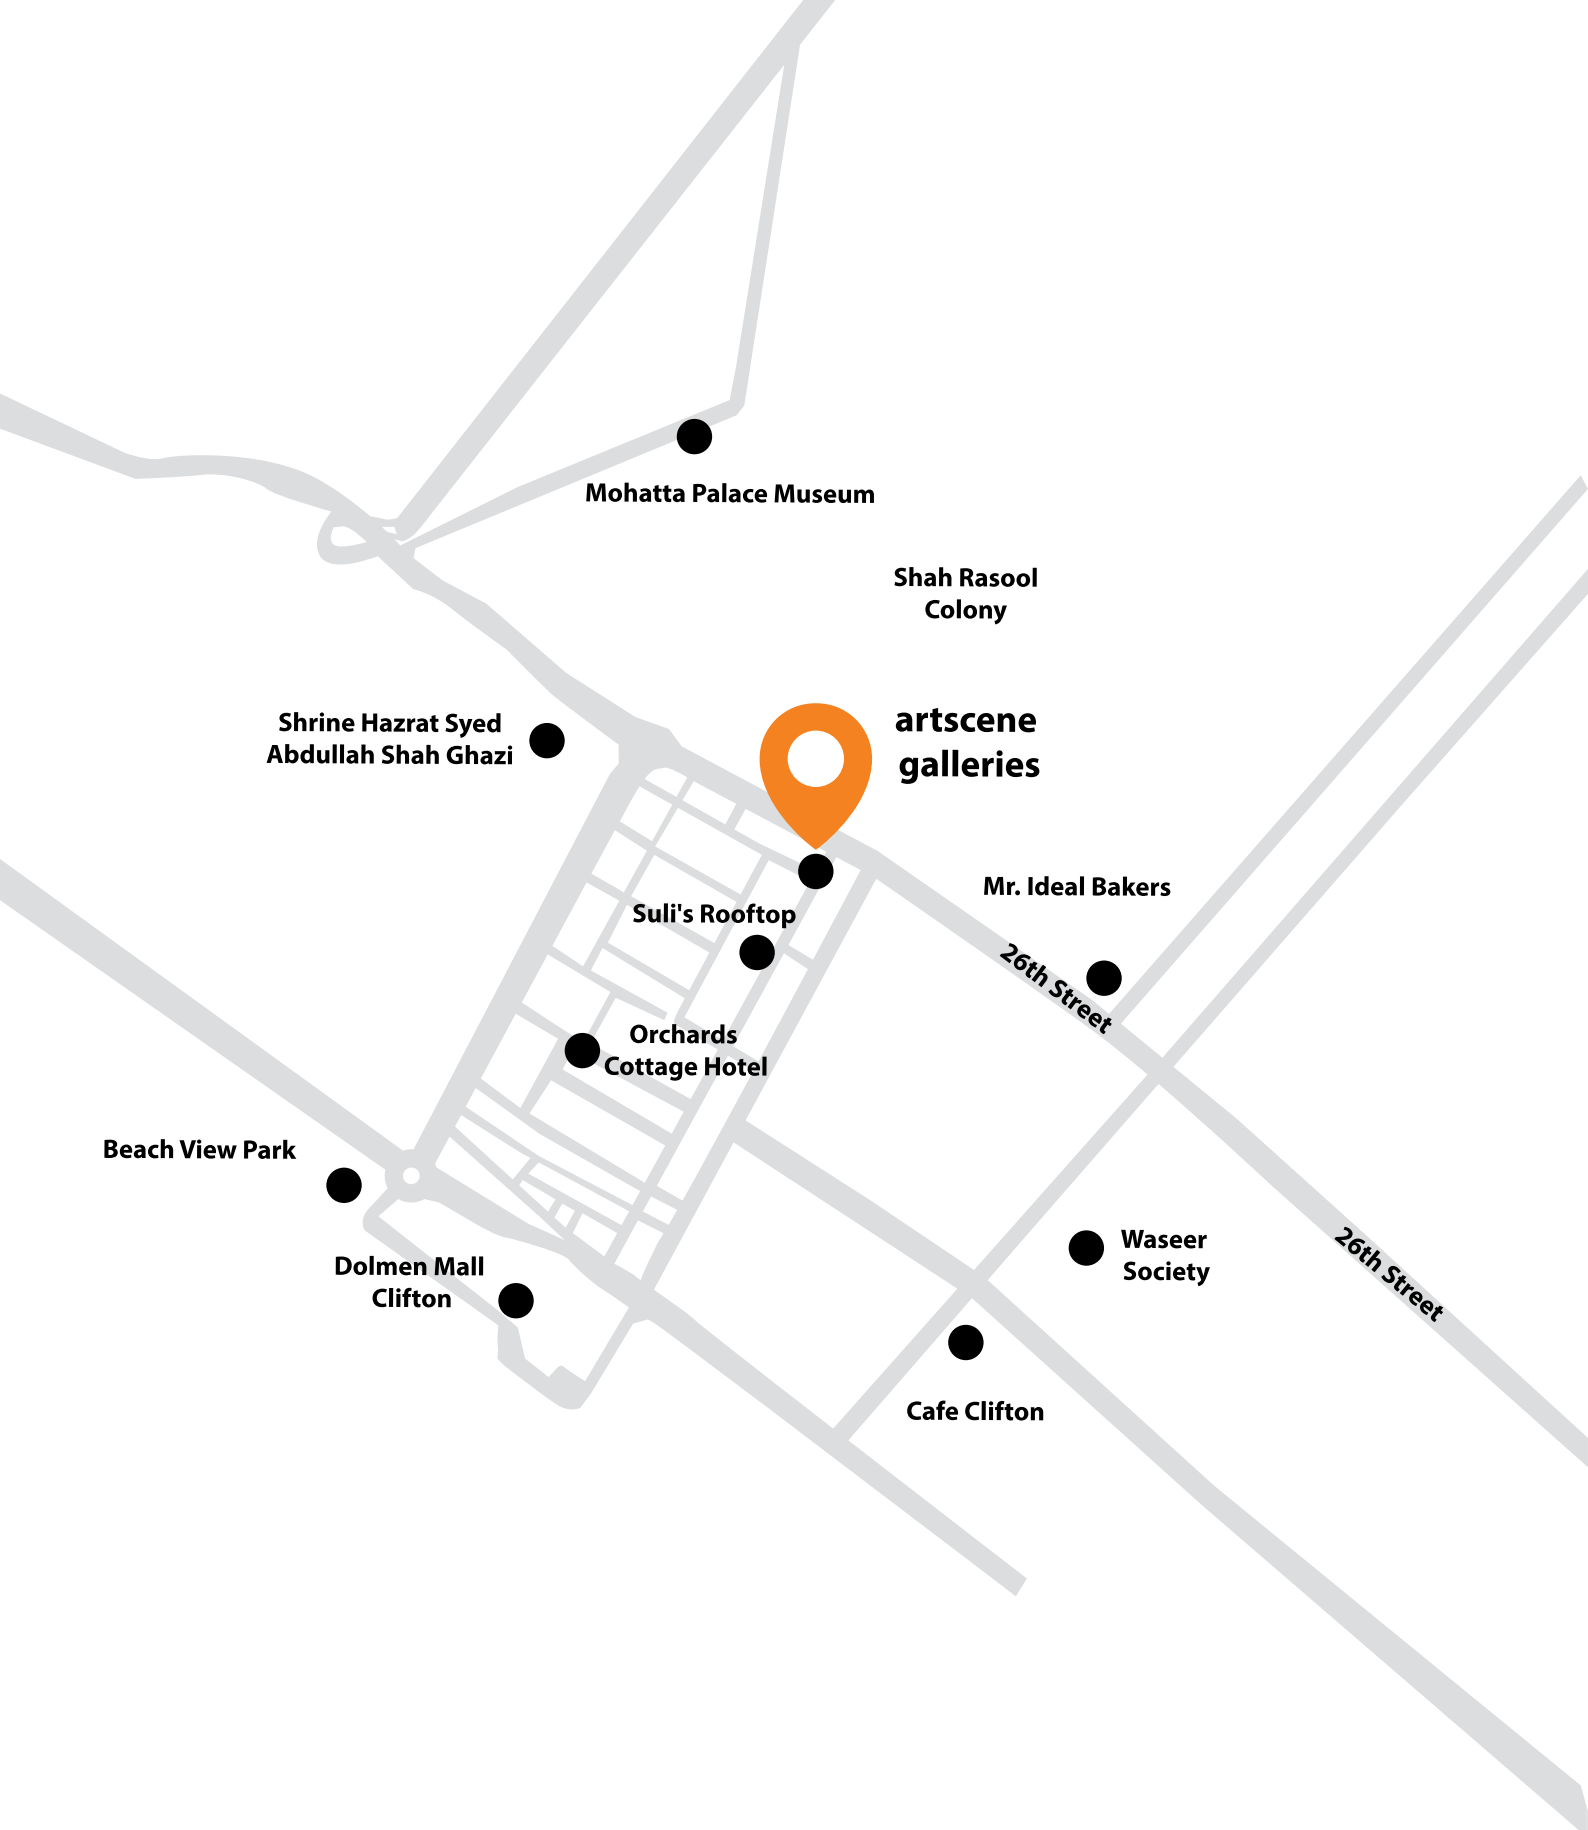 Mohatta Palace Museum
Shah Rasool
Colony
Shrine Hazrat Syed
Abdullah Shah Ghazi
artscene
galleries
Mr. Ideal Bakers
Suli's Rooftop
26th Street
Orchards
Cottage Hotel
Beach View Park
Waseer
Society
Dolmen Mall
Clifton
26th Street
Cafe Clifton